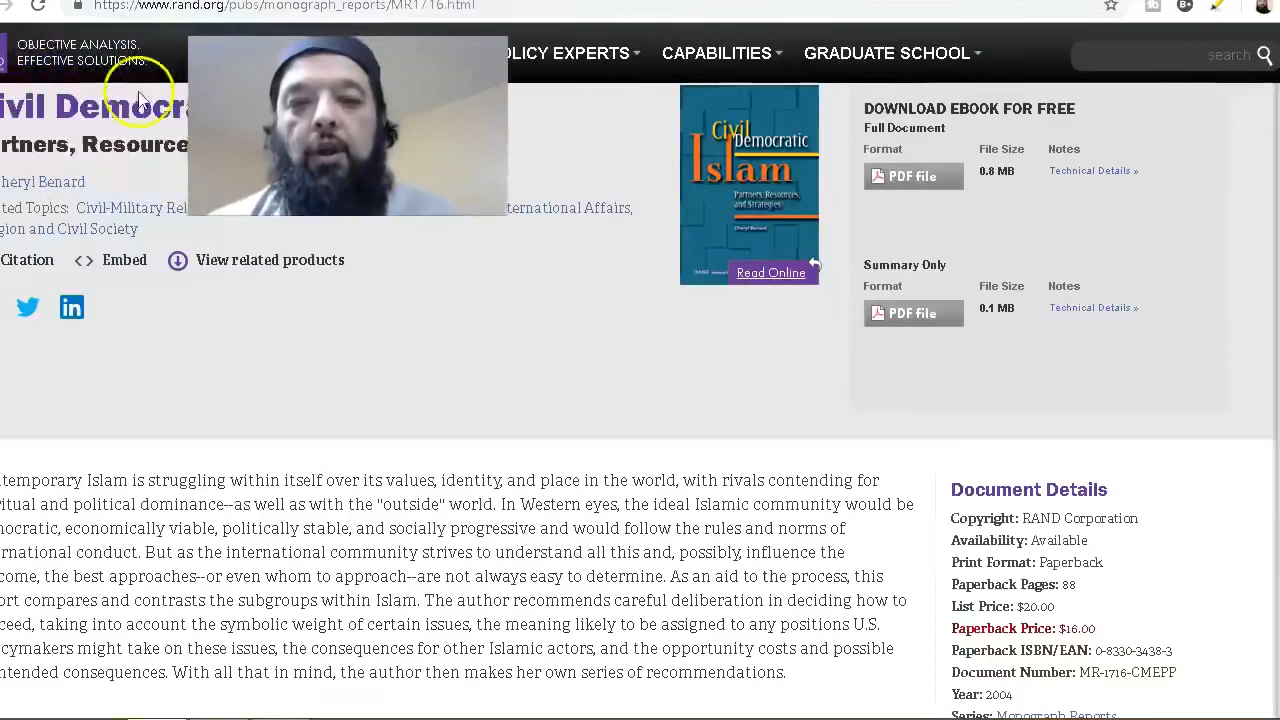 https://www.rand.org/pubs/monograph_reports/MR1716.html
OBJECTIVE ANALYSIS.
EFFECTIVE SOLUTIONS.
OLICY EXPERTS
CAPABILITIES
GRADUATE SCHOOL
search
ivil Democra
rtners, Resource
heryl Benard
ted Topics
il-Military Rel
ternational Affairs,
gion and Civil Society
Citation
<> Embed
View related products
in
Civil
Democratic
Islam
Partners, Resources,
and Strategies
Cheryl Benard
RAND
Read Online
DOWNLOAD EBOOK FOR FREE
Full Document
Format File Size Notes
PDF file 0.8 MB Technical Details »
Summary Only
Format File Size Notes
PDF file 0.1 MB Technical Details »
temporary Islam is struggling within itself over its values, identity, and place in the world, with rivals contending for
ritual and political dominance--as well as with the "outside" world. In Western eyes, the ideal Islamic community would be
mocratic, economically viable, politically stable, and socially progressive and would follow the rules and norms of
rnational conduct. But as the international community strives to understand all this and, possibly, influence the
come, the best approaches--or even whom to approach--are not always easy to determine. As an aid to the process, this
ort compares and contrasts the subgroups within Islam. The author recommends careful deliberation in deciding how to
ceed, taking into account the symbolic weight of certain issues, the meaning likely to be assigned to any positions U.S.
cymakers might take on these issues, the consequences for other Islamic actors, and the opportunity costs and possible
ntended consequences. With all that in mind, the author then makes her own series of recommendations.
Document Details
Copyright: RAND Corporation
Availability: Available
Print Format: Paperback
Paperback Pages: 88
List Price: $20.00
Paperback Price: $16.00
Paperback ISBN/EAN: 0-8330-3438-3
Document Number: MR-1716-CMEPP
Year: 2004
Series: Monograph Reports